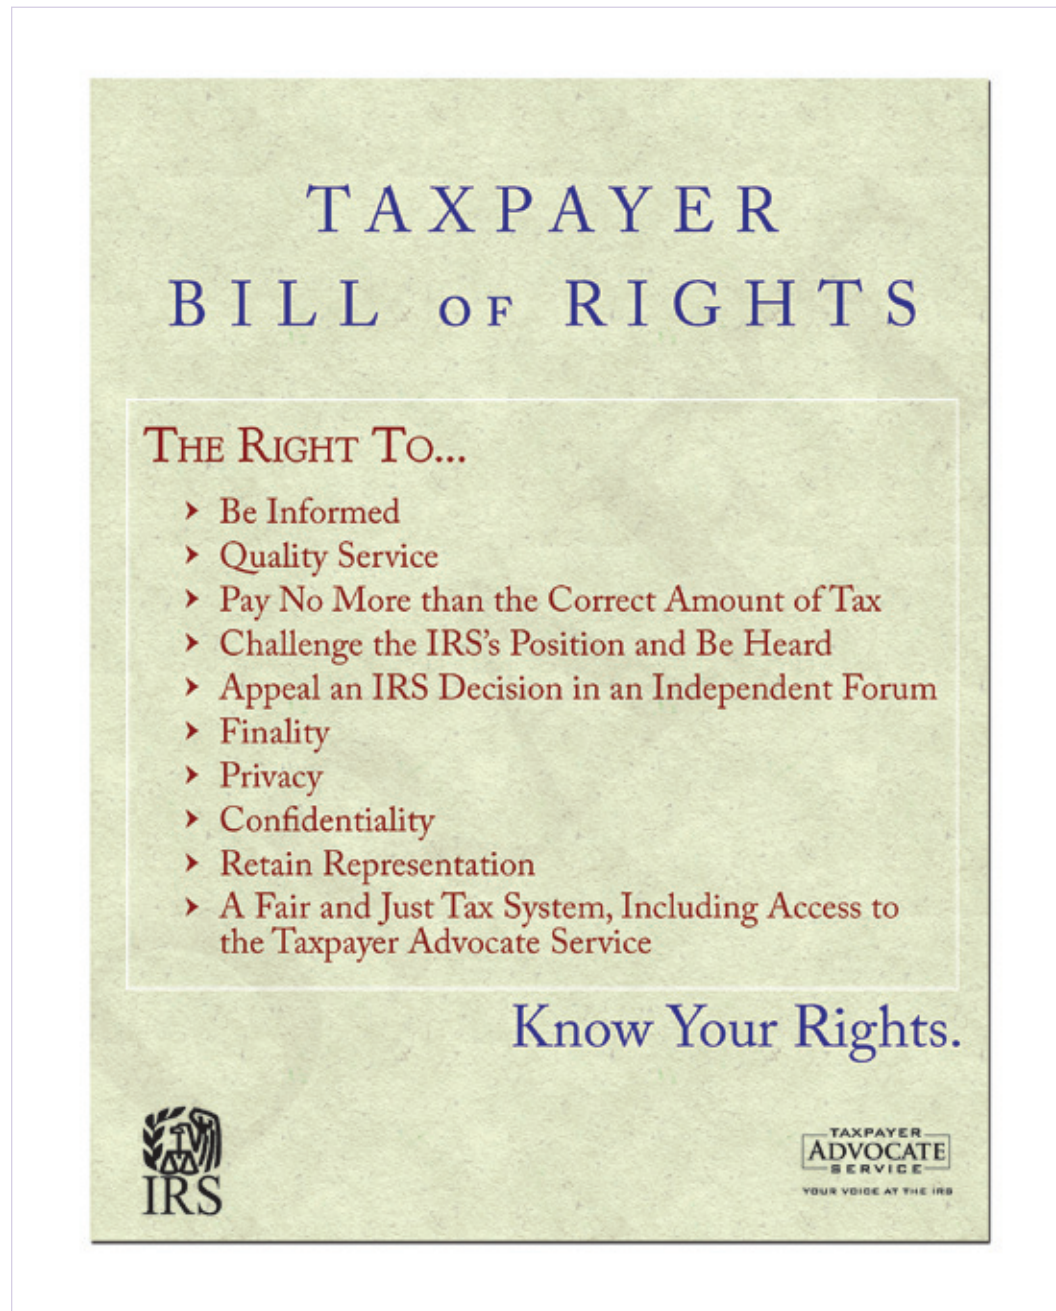 TAXPAYER
BILL OF RIGHTS
THE RIGHT TO...
Be Informed
Quality Service
Pay No More than the Correct Amount of Tax
Challenge the IRS's Position and Be Heard
Appeal an IRS Decision in an Independent Forum
Finality
Privacy
Confidentiality
Retain Representation
A Fair and Just Tax System, Including Access to
the Taxpayer Advocate Service
Know Your Rights.
IRS
TAXPAYER
ADVOCATE
SERVICE
YOUR VOICE AT THE IRS